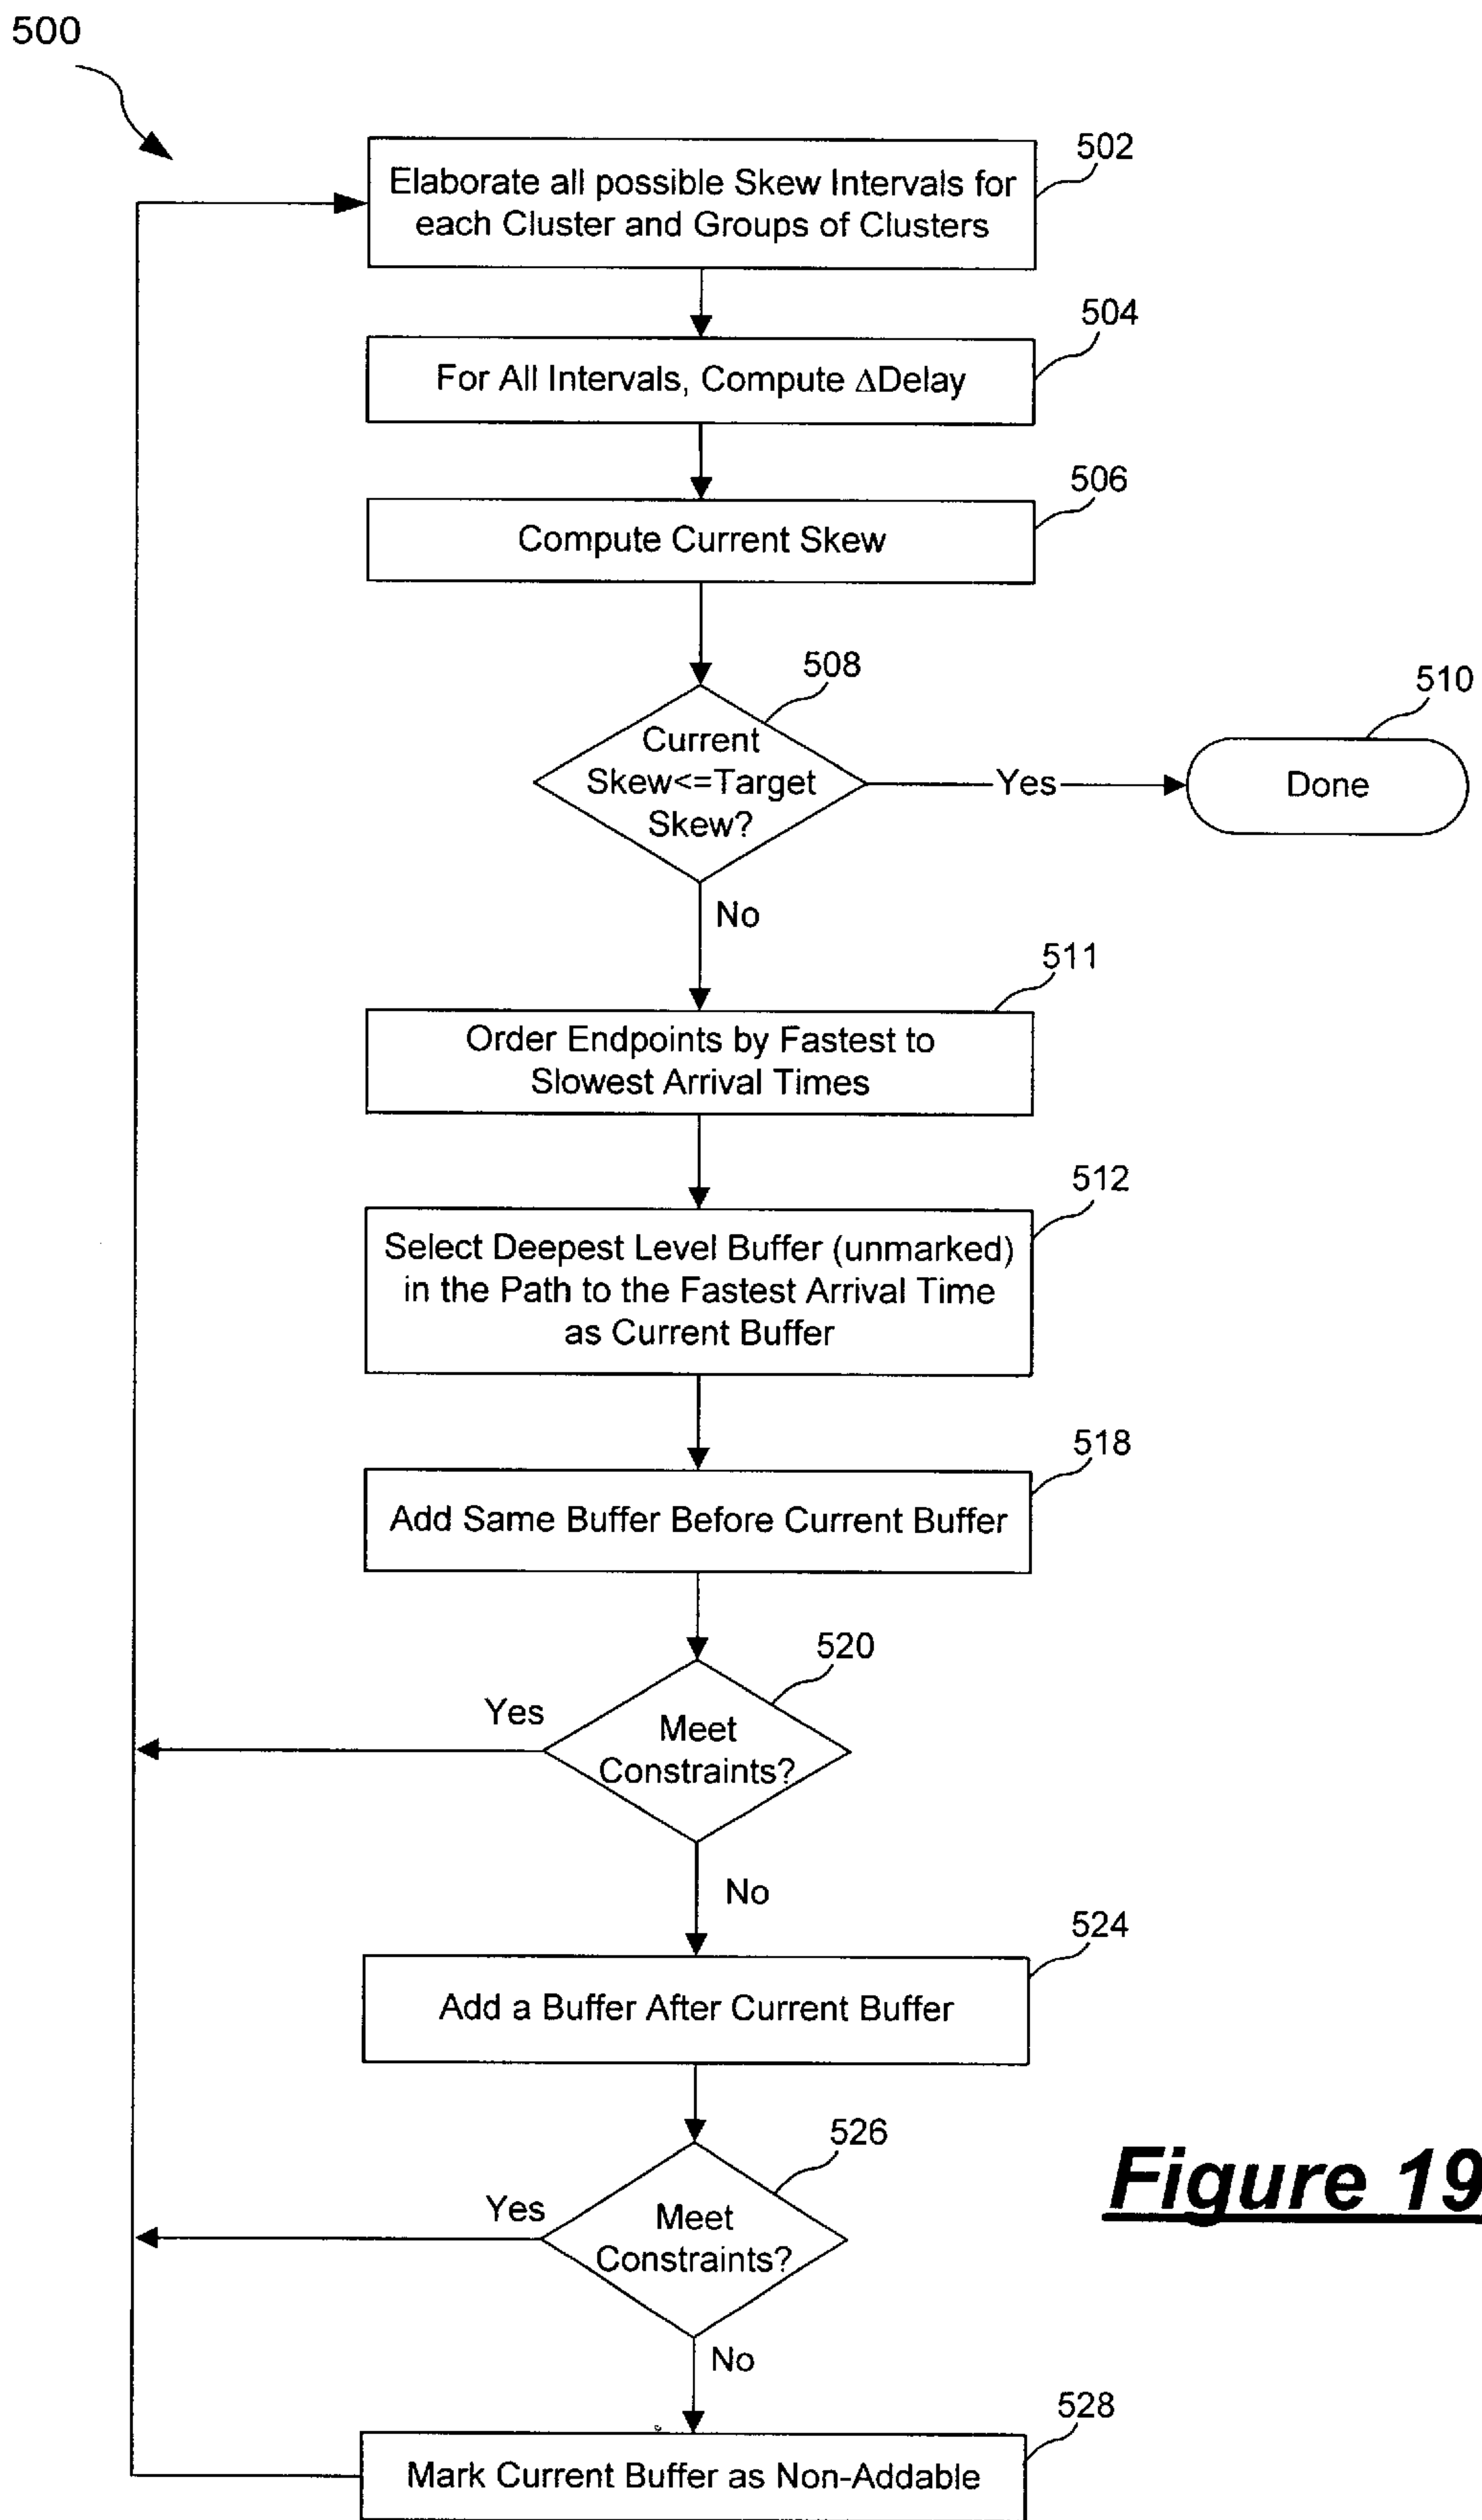 500
502
Elaborate all possible Skew Intervals for
each Cluster and Groups of Clusters
504
For All Intervals, Compute ΔDelay
506
Compute Current Skew
508
Current
Skew<=Target
Skew?
Yes
510
Done
No
511
Order Endpoints by Fastest to
Slowest Arrival Times
512
Select Deepest Level Buffer (unmarked)
in the Path to the Fastest Arrival Time
as Current Buffer
518
Add Same Buffer Before Current Buffer
520
Yes
Meet
Constraints?
No
524
Add a Buffer After Current Buffer
526
Yes
Meet
Constraints?
No
528
Mark Current Buffer as Non-Addable
Figure 19